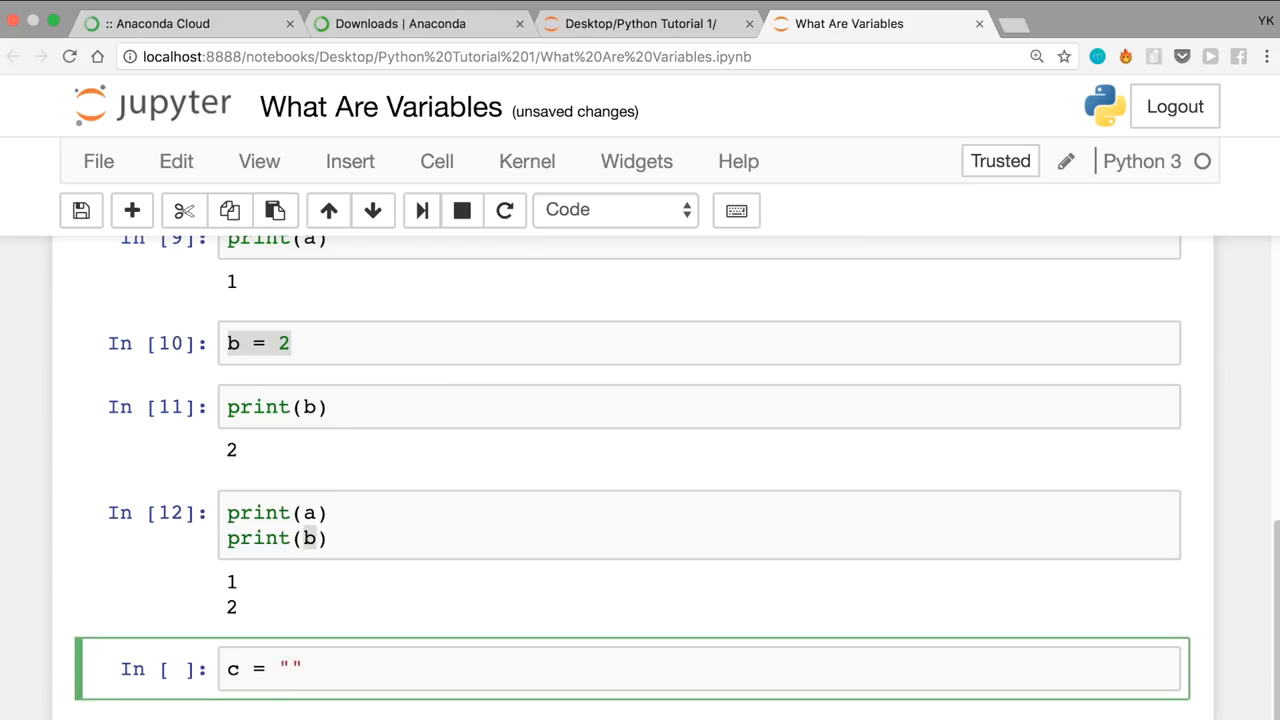 :: Anaconda Cloud
Downloads | Anaconda
Desktop/Python Tutorial 1/
What Are Variables
YK
localhost:8888/notebooks/Desktop/Python%20Tutorial%201/What%20Are%20Variables.ipynb
jupyter What Are Variables (unsaved changes)
Logout
File Edit View Insert Cell Kernel Widgets Help
Trusted
Python 3
Code
In [9]: print(a)
1
In [10]: b = 2
In [11]: print(b)
2
In [12]: print(a)
print(b)
1
2
In [ ]: c = ""